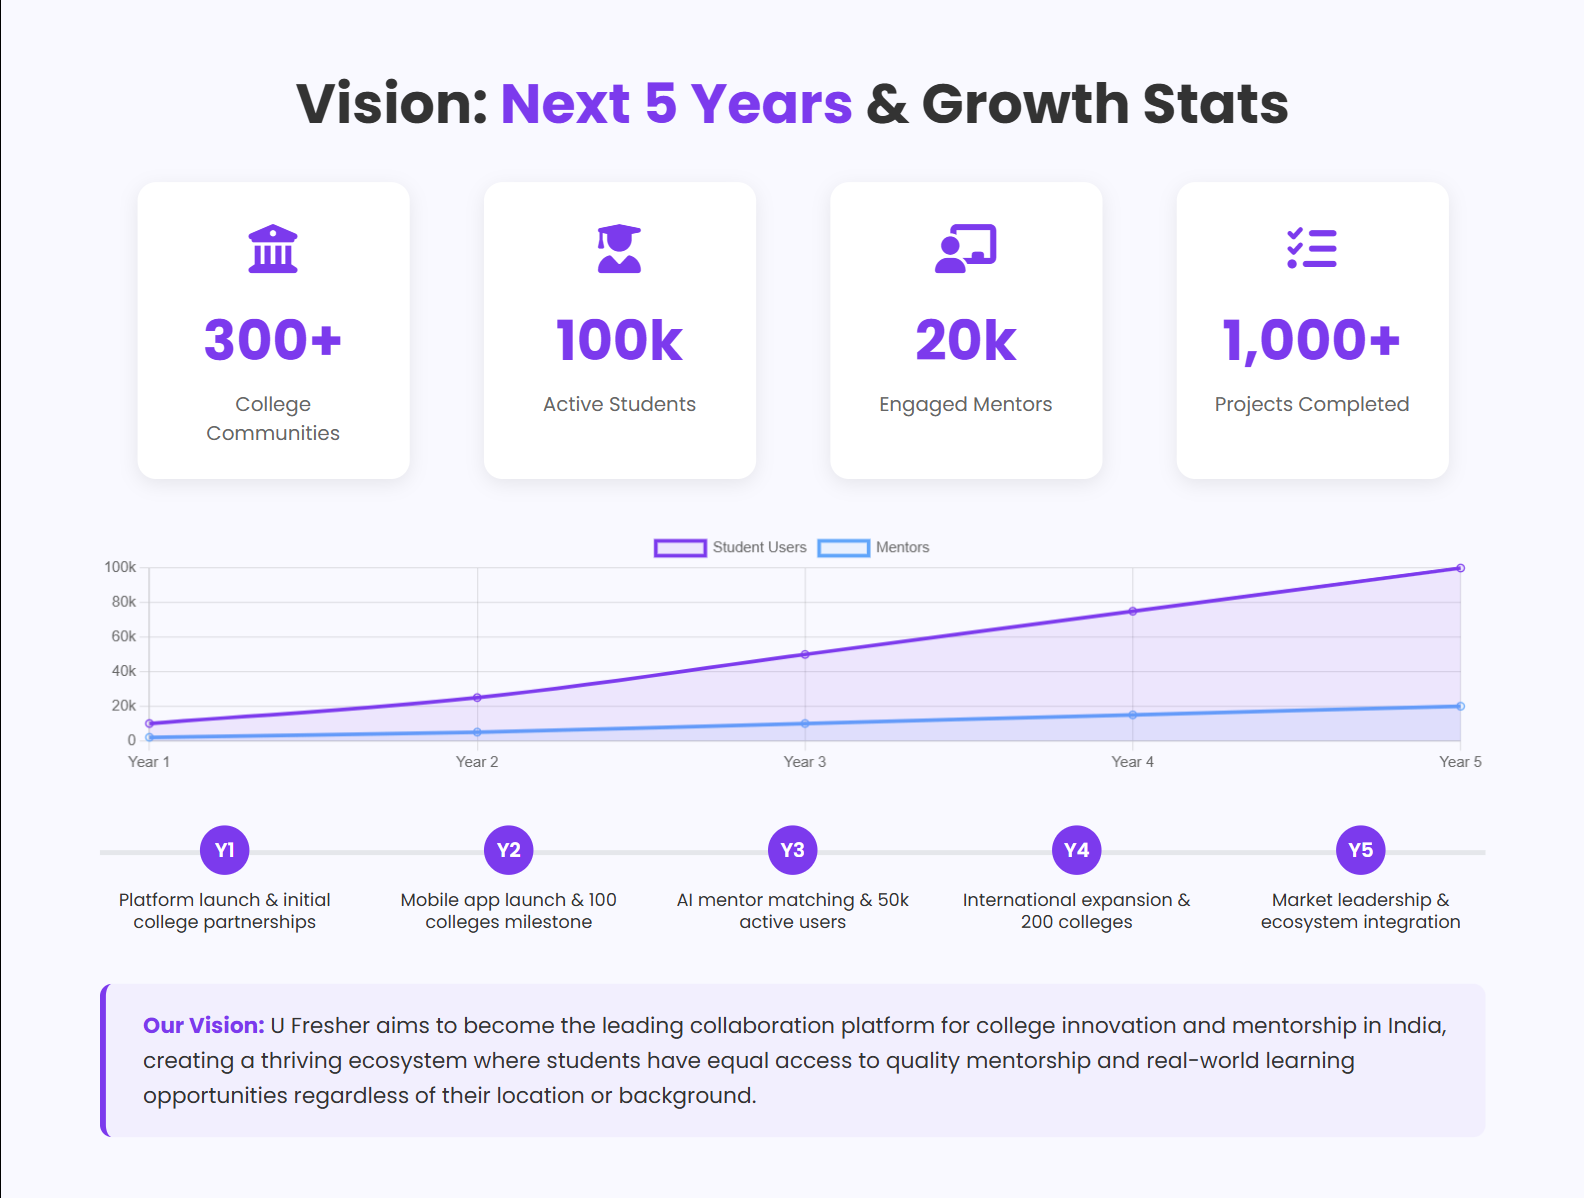 Vision: Next 5 Years & Growth Stats
300+
College
Communities
100k
Active Students
20k
Engaged Mentors
1,000+
Projects Completed
Student Users
Mentors
100k
80k
60k
40k
20k
0
Year 1
Year 2
Year 3
Year 4
Year 5
Y1
Platform launch & initial
college partnerships
Y2
Mobile app launch & 100
colleges milestone
Y3
AI mentor matching & 50k
active users
Y4
International expansion &
200 colleges
Y5
Market leadership &
ecosystem integration
Our Vision: U Fresher aims to become the leading collaboration platform for college innovation and mentorship in India,
creating a thriving ecosystem where students have equal access to quality mentorship and real-world learning
opportunities regardless of their location or background.